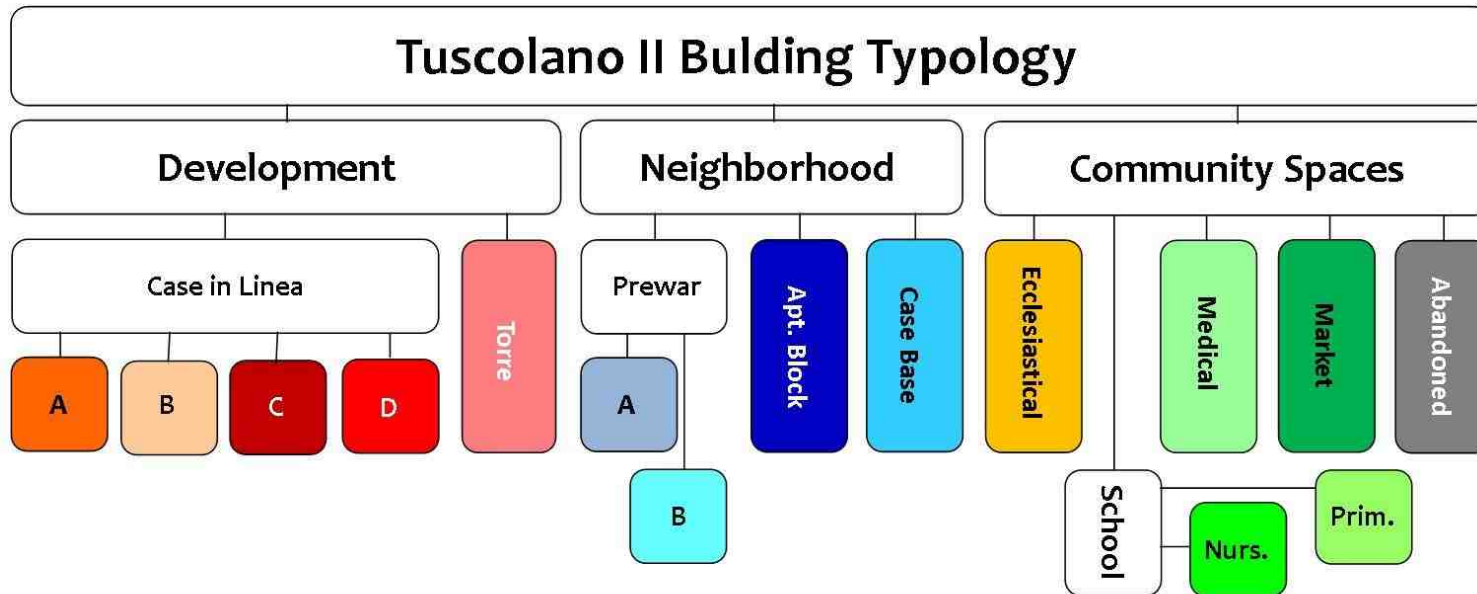 Tuscolano II Bulding Typology
Development
Neighborhood
Community Spaces
Case in Linea
Torre
Prewar
Apt. Block
Case Base
Ecclesiastical
Medical
Market
Abandoned
A
B
C
D
A
B
School
Nurs.
Prim.